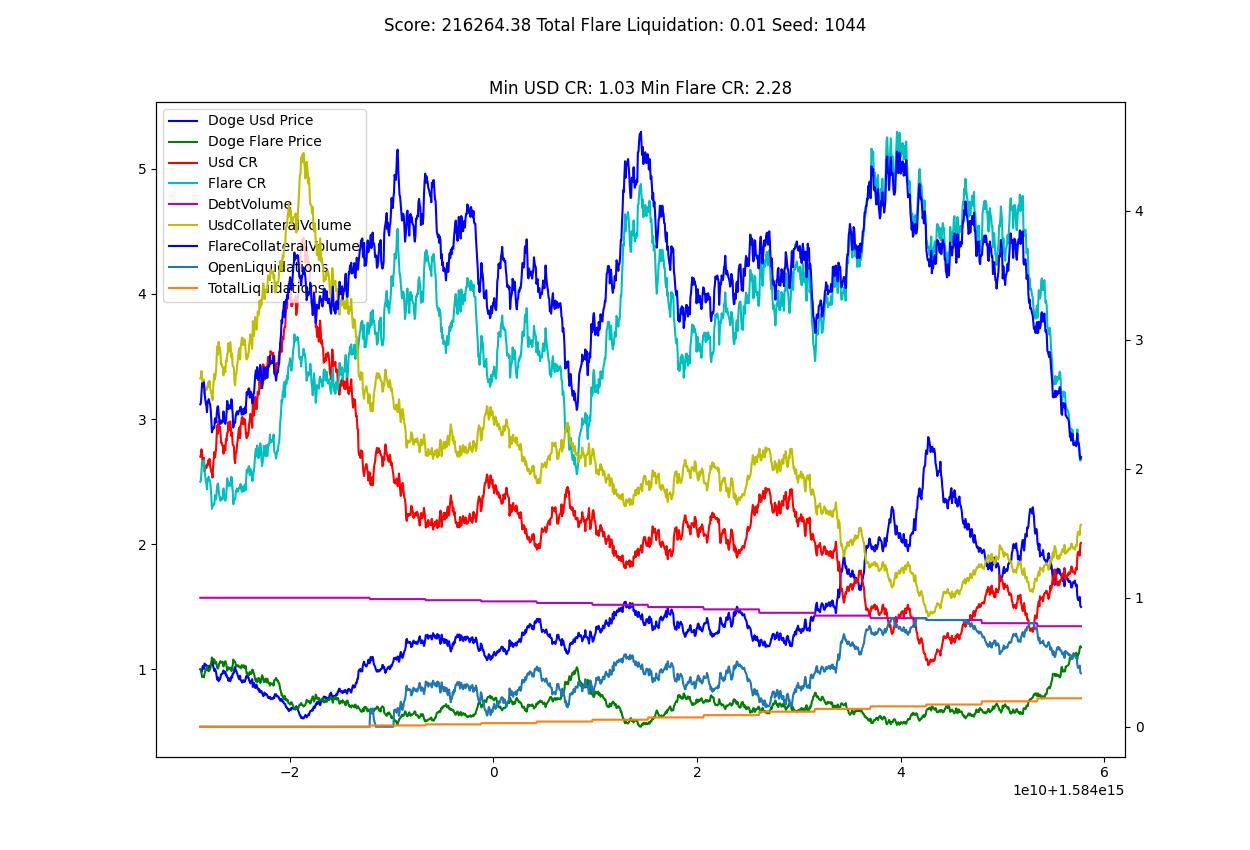 Score: 216264.38 Total Flare Liquidation: 0.01 Seed: 1044
Min USD CR: 1.03 Min Flare CR: 2.28
Doge Usd Price
Doge Flare Price
Usd CR
Flare CR
DebtVolume
UsdCollateralVolume
FlareCollateralVolume
OpenLiquidations
TotalLiquidations
5
4
3
2
1
4
3
2
1
0
−2
0
2
4
6
1e10+1.584e15